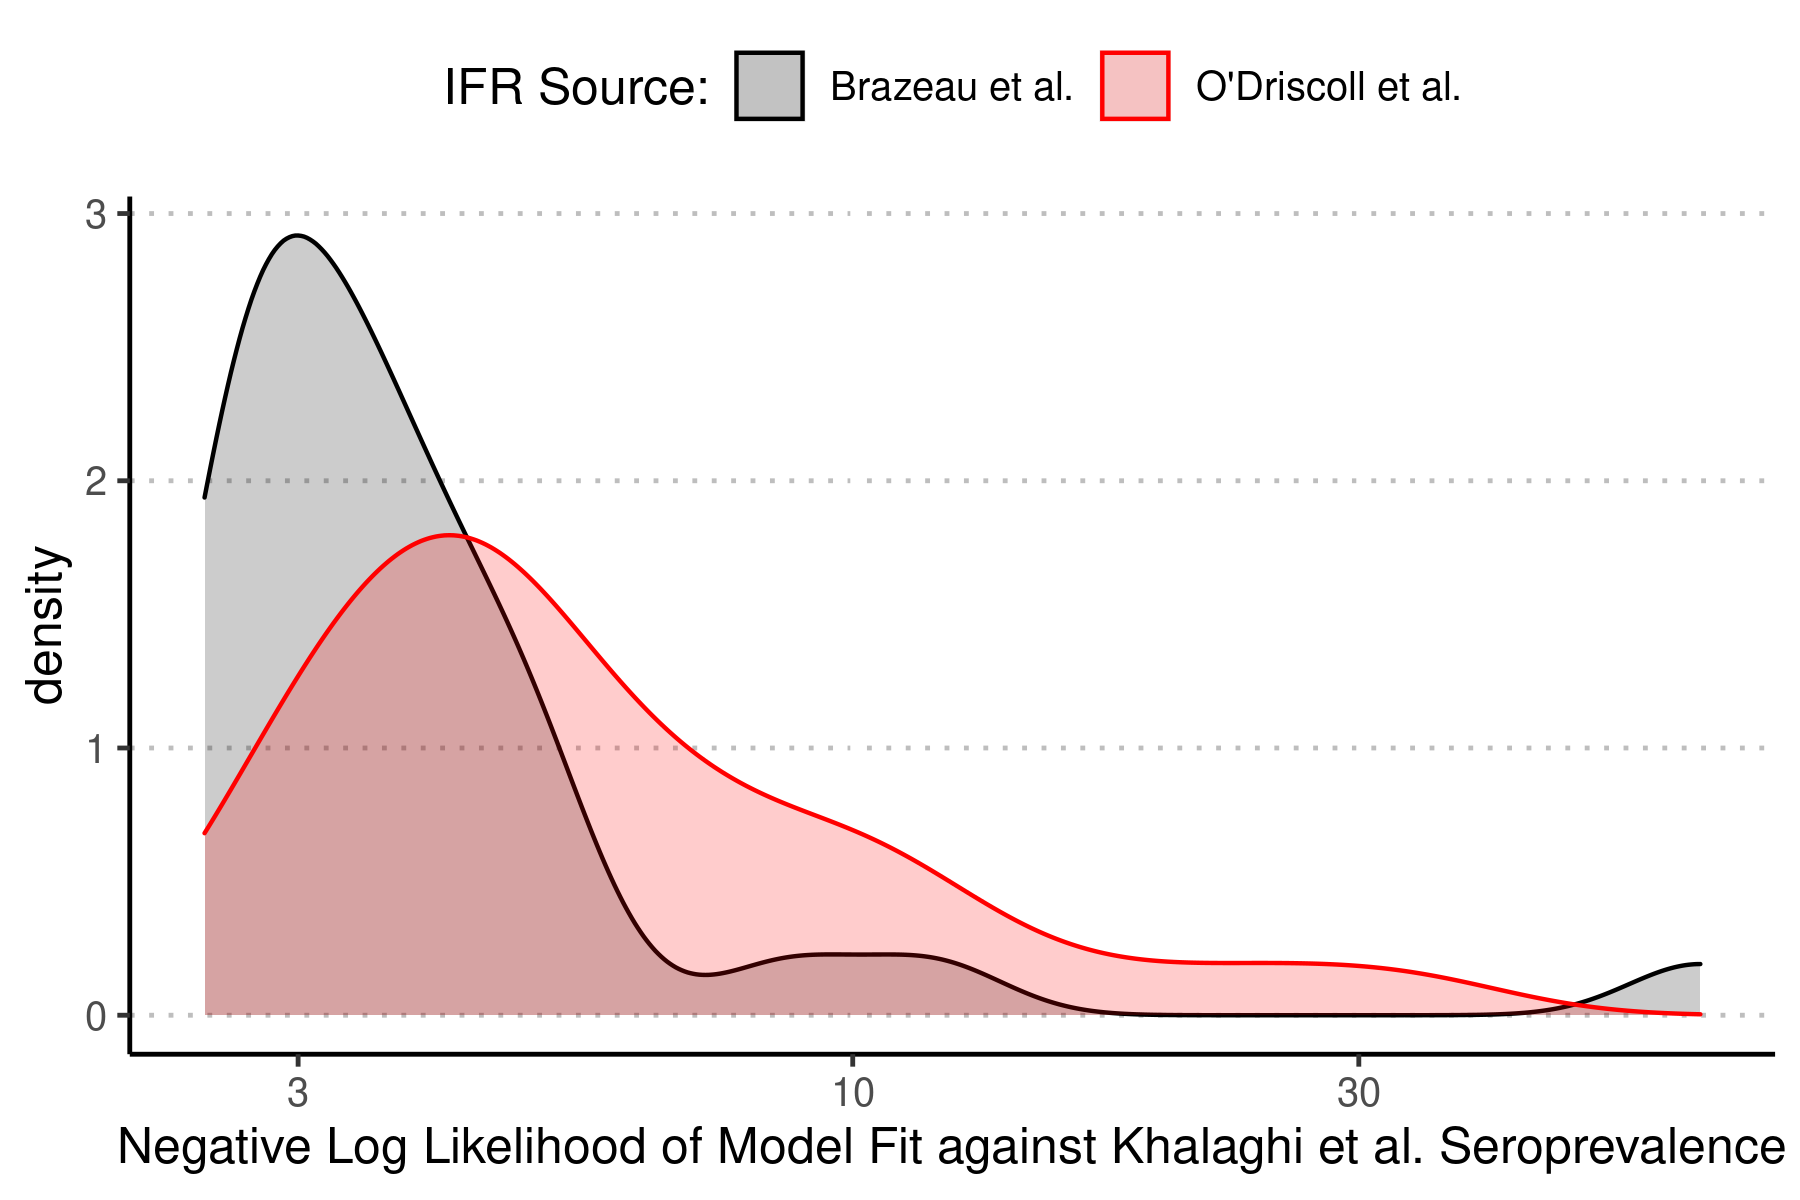 IFR Source: Brazeau et al. O'Driscoll et al.
3
2
1
0
density
3 10 30
Negative Log Likelihood of Model Fit against Khalaghi et al. Seroprevalence